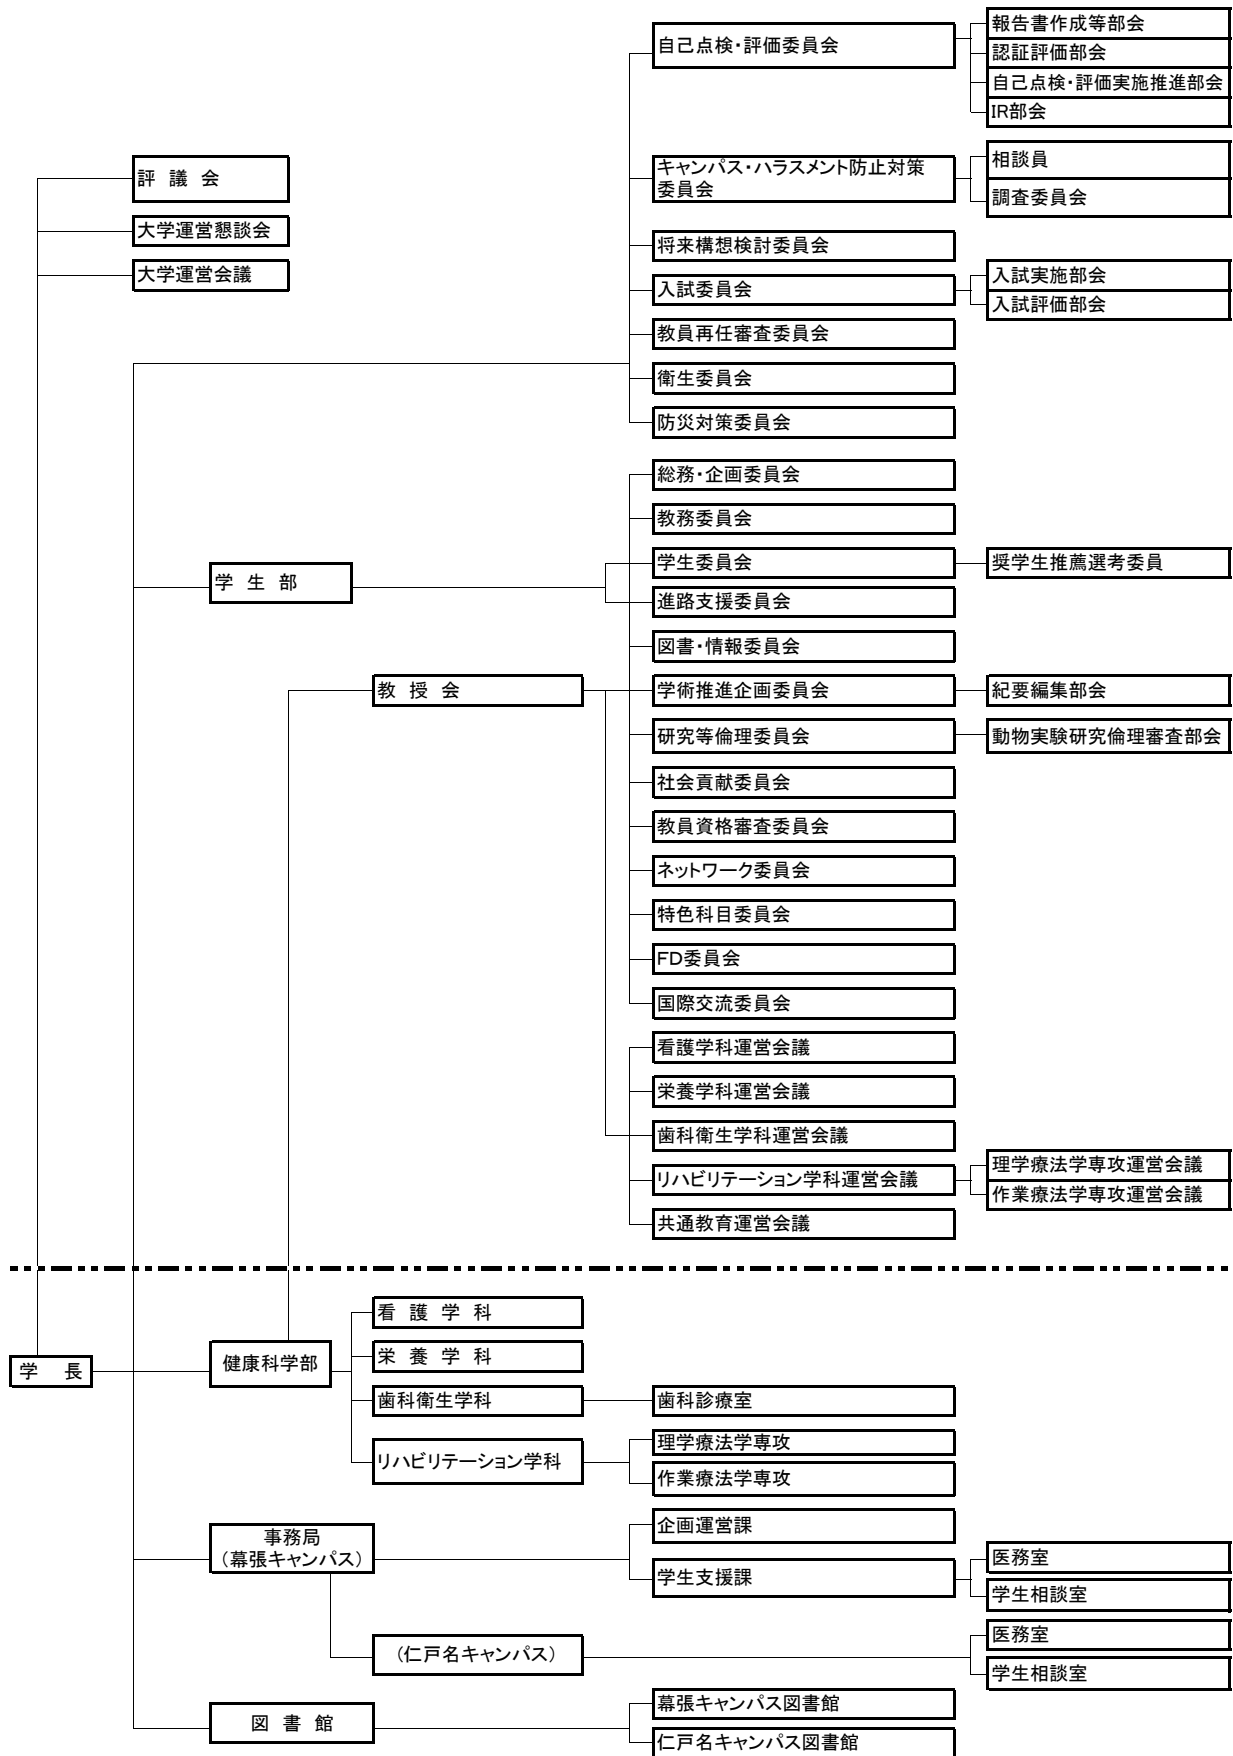 自己点検・評価委員会
報告書作成等部会
認証評価部会
自己点検・評価実施推進部会
IR部会
キャンパス・ハラスメント防止対策
委員会
相談員
調査委員会
評 議 会
大学運営懇談会
大学運営会議
将来構想検討委員会
入試委員会
入試実施部会
入試評価部会
教員再任審査委員会
衛生委員会
防災対策委員会
総務・企画委員会
教務委員会
学 生 部
学生委員会
奨学生推薦選考委員
進路支援委員会
図書・情報委員会
教 授 会
学術推進企画委員会
紀要編集部会
研究等倫理委員会
動物実験研究倫理審査部会
社会貢献委員会
教員資格審査委員会
ネットワーク委員会
特色科目委員会
FD委員会
国際交流委員会
看護学科運営会議
栄養学科運営会議
歯科衛生学科運営会議
リハビリテーション学科運営会議
理学療法学専攻運営会議
作業療法学専攻運営会議
共通教育運営会議
学 長
健康科学部
看 護 学 科
栄 養 学 科
歯科衛生学科
歯科診療室
リハビリテーション学科
理学療法学専攻
作業療法学専攻
事務局
（幕張キャンパス）
企画運営課
学生支援課
医務室
学生相談室
（仁戸名キャンパス）
医務室
学生相談室
図 書 館
幕張キャンパス図書館
仁戸名キャンパス図書館